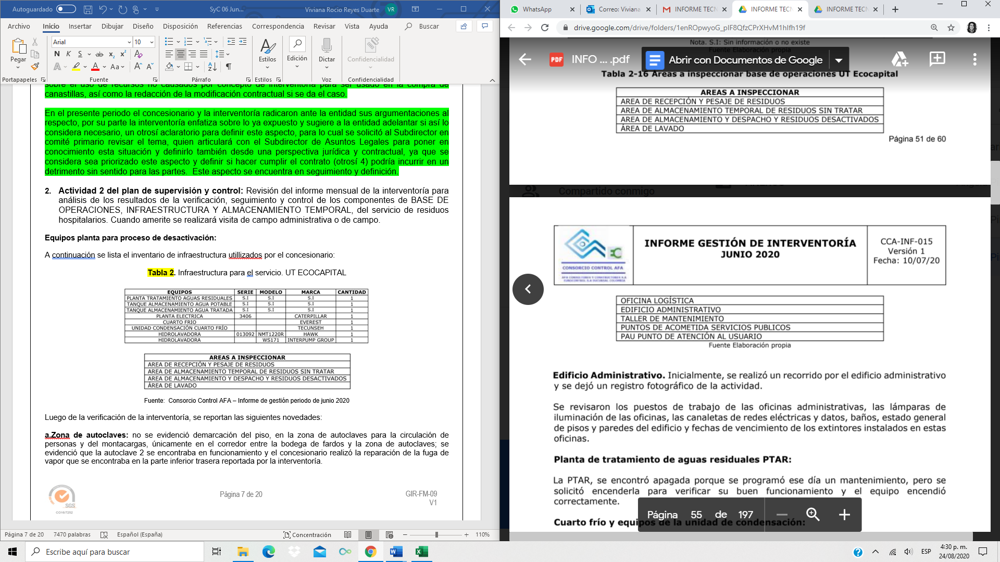 Autoguardado
SyC 06 Jun...
Viviana Rocio Reyes Duarte
VR
Archivo
Inicio
Insertar
Dibujar
Diseño
Disposición
Referencias
Correspondencia
Revisar
Vista
Ayuda
Buscar
Pegar
Arial
10
Estilos
Edición
Dictar
Confidencialidad
Portapapeles
Fuente
Párrafo
Estilos
Voz
Confidencialidad
sobre el uso de recursos no causados por concepto de interventoría para ser usado en la compra de
canastillas, así como la redacción de la modificación contractual si se da el caso.
En el presente periodo el concesionario y la interventoría radicaron ante la entidad sus argumentaciones al
respecto, por su parte la interventoría enfatiza sobre lo ya expuesto y sugiere a la entidad adelantar si así lo
considera necesario, un otrosí aclaratorio para definir este aspecto, para lo cual se solicitó al Subdirector en
comité primario revisar el tema, quien articulará con el Subdirector de Asuntos Legales para poner en
conocimiento esta situación y definirlo también desde una perspectiva jurídica y contractual, ya que se
considera sea priorizado este aspecto y definir si hacer cumplir el contrato (otrosí 4) podría incurrir en un
detrimento sin sentido para las partes. Este aspecto se encuentra en seguimiento y definición.
2. Actividad 2 del plan de supervisión y control: Revisión del informe mensual de la interventoría para
análisis de los resultados de la verificación, seguimiento y control de los componentes de BASE DE
OPERACIONES, INFRAESTRUCTURA Y ALMACENAMIENTO TEMPORAL, del servicio de residuos
hospitalarios. Cuando amerite se realizará visita de campo administrativa o de campo.
Equipos planta para proceso de desactivación:
A continuación se lista el inventario de infraestructura utillizados por el concesionario:
Tabla 2. Infraestructura para el servicio. UT ECOCAPITAL
EQUIPOS SERIE MODELO MARCA CANTIDAD
PLANTA TRATAMIENTO AGUAS RESIDUALES S.I S.I S.I 1
TANQUE ALMACENAMIENTO AGUA POTABLE S.I S.I S.I 1
TANQUE ALMACENAMIENTO AGUA TRATADA S.I S.I S.I 1
PLANTA ELECTRICA 3406 CATERPILLAR 1
CUARTO FRIO EVEREST 1
UNIDAD CONDENSACIÓN CUARTO FRÍO TECUNSEH 1
HIDROLAVADORA 013092 NMT1220R HAWK 1
HIDROLAVADORA WS171 INTERPUMP GROUP 1
AREAS A INSPECCIONAR
AREA DE RECEPCIÓN Y PESAJE DE RESIDUOS
AREA DE ALMACENAMIENTO TEMPORAL DE RESIDUOS SIN TRATAR
AREA DE ALMACENAMIENTO Y DESPACHO Y RESIDUOS DESACTIVADOS
ÁREA DE LAVADO
Fuente: Consorcio Control AFA – Informe de gestión periodo de junio 2020
Luego de la verificación de la interventoría, se reportan las siguientes novedades:
a.Zona de autoclaves: no se evidenció demarcación del piso, en la zona de autoclaves para la circulación de
personas y del montacargas, únicamente en el corredor entre la bodega de fardos y la zona de autoclaves; se
evidenció que la autoclave 2 se encontraba en funcionamiento y el concesionario realizó la reparación de la fuga de
vapor que se encontraba en la parte inferior trasera reportada por la interventoría.
SGS
CO16/7252
Página 7 de 20
GIR-FM-09
V1
Página 7 de 20
7470 palabras
Español (España)
Concentración
110%
WhatsApp
Correo: Viviana
INFORME TECN
INFORME TECN
INFORME TECN
drive.google.com/drive/folders/1enROpwyoG_pIF8QfzCPrXHvM1hIfh19f
Nota. S.I: Sin información o no existe
Fuente Elaboración propia
PDF
INFO ... .pdf
Abrir con Documentos de Google
Tabla 2-16 Areas a inspeccionar base de operaciones UT Ecocapital
AREAS A INSPECCIONAR
AREA DE RECEPCIÓN Y PESAJE DE RESIDUOS
AREA DE ALMACENAMIENTO TEMPORAL DE RESIDUOS SIN TRATAR
AREA DE ALMACENAMIENTO Y DESPACHO Y RESIDUOS DESACTIVADOS
ÁREA DE LAVADO
Página 51 de 60
Compartido conmigo
CONSORCIO CONTROL AFA
AFA CONSULTORES Y CONSTRUCTORES S.A
EUROCONTROL S.A SUCURSAL COLOMBIA
INFORME GESTIÓN DE INTERVENTORÍA
JUNIO 2020
CCA-INF-015
Versión 1
Fecha: 10/07/20
OFICINA LOGÍSTICA
EDIFICIO ADMINISTRATIVO
TALLER DE MANTENIMIENTO
PUNTOS DE ACOMETIDA SERVICIOS PUBLICOS
PAU PUNTO DE ATENCIÓN AL USUARIO
Fuente Elaboración propia
Edificio Administrativo. Inicialmente, se realizó un recorrido por el edificio administrativo
y se dejó un registro fotográfico de la actividad.
Se revisaron los puestos de trabajo de las oficinas administrativas, las lámparas de
iluminación de las oficinas, las canaletas de redes eléctricas y datos, baños, estado general
de pisos y paredes del edificio y fechas de vencimiento de los extintores instalados en estas
oficinas.
Planta de tratamiento de aguas residuales PTAR:
La PTAR, se encontró apagada porque se programó ese día un mantenimiento, pero se
solicitó encenderla para verificar su buen funcionamiento y el equipo encendió
correctamente.
Cuarto frío y equipos de la unidad de condensación:
Página 55 de 197
Escribe aquí para buscar
ESP
4:30 p. m.
24/08/2020